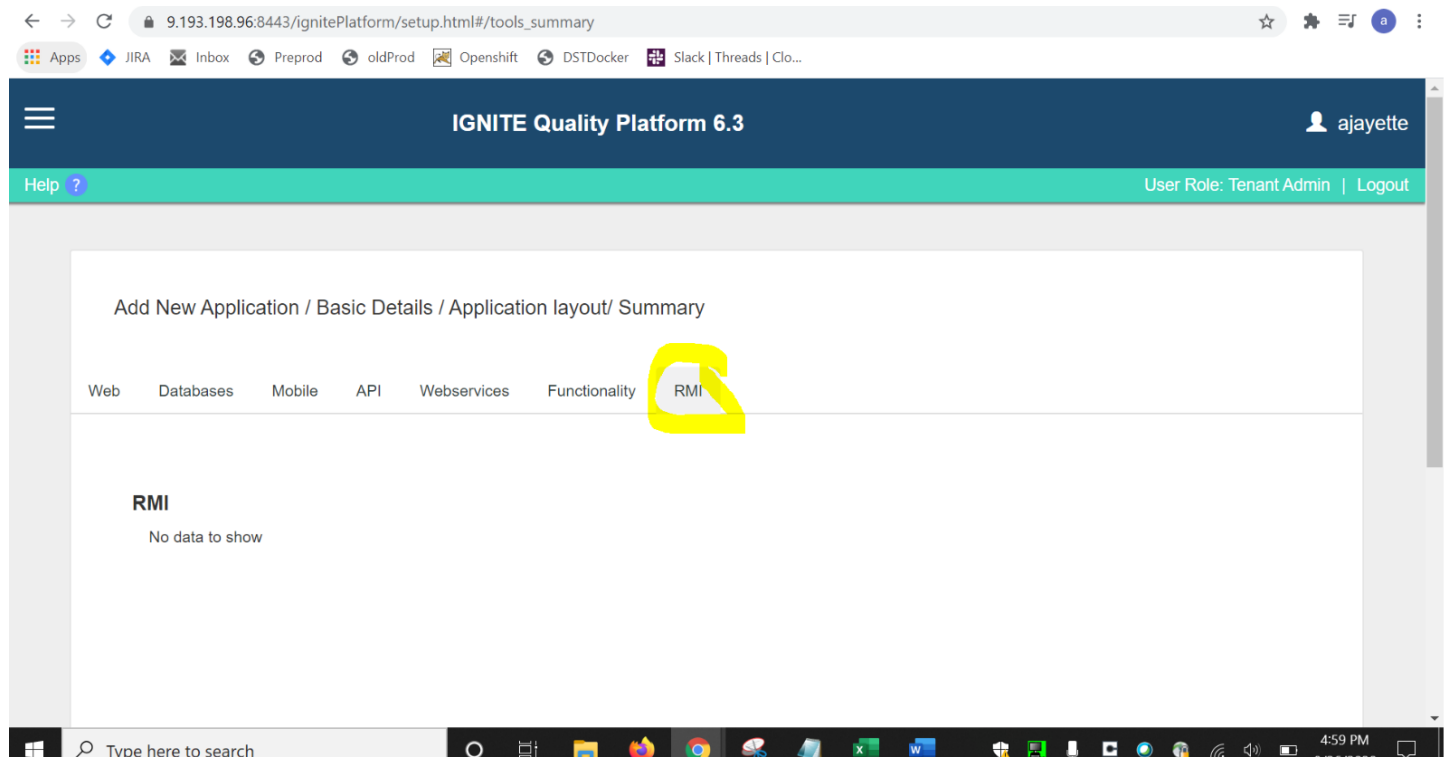 9.193.198.96:8443/ignitePlatform/setup.html#/tools_summary
a
Apps JIRA Inbox Preprod oldProd Openshift DSTDocker Slack | Threads | Clo...
IGNITE Quality Platform 6.3 ajayette
Help ? User Role: Tenant Admin | Logout
Add New Application / Basic Details / Application layout/ Summary
Web Databases Mobile API Webservices Functionality RMI
RMI
No data to show
Type here to search
4:59 PM